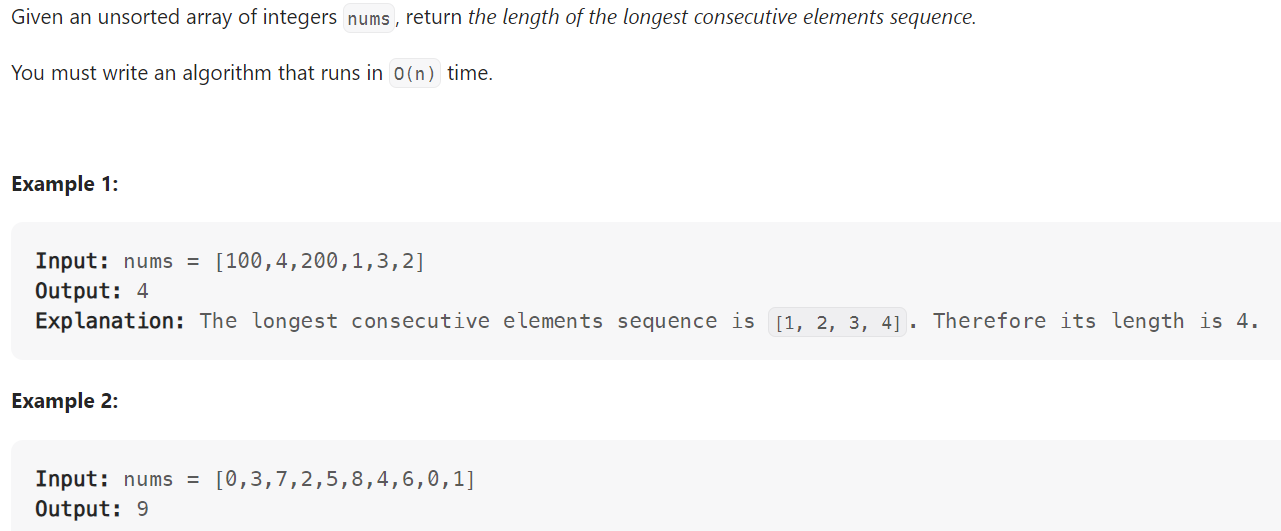 Given an unsorted array of integers nums, return the length of the longest consecutive elements sequence.
You must write an algorithm that runs in O(n) time.
Example 1:
Input: nums = [100,4,200,1,3,2]
Output: 4
Explanation: The longest consecutive elements sequence is [1, 2, 3, 4]. Therefore its length is 4.
Example 2:
Input: nums = [0,3,7,2,5,8,4,6,0,1]
Output: 9